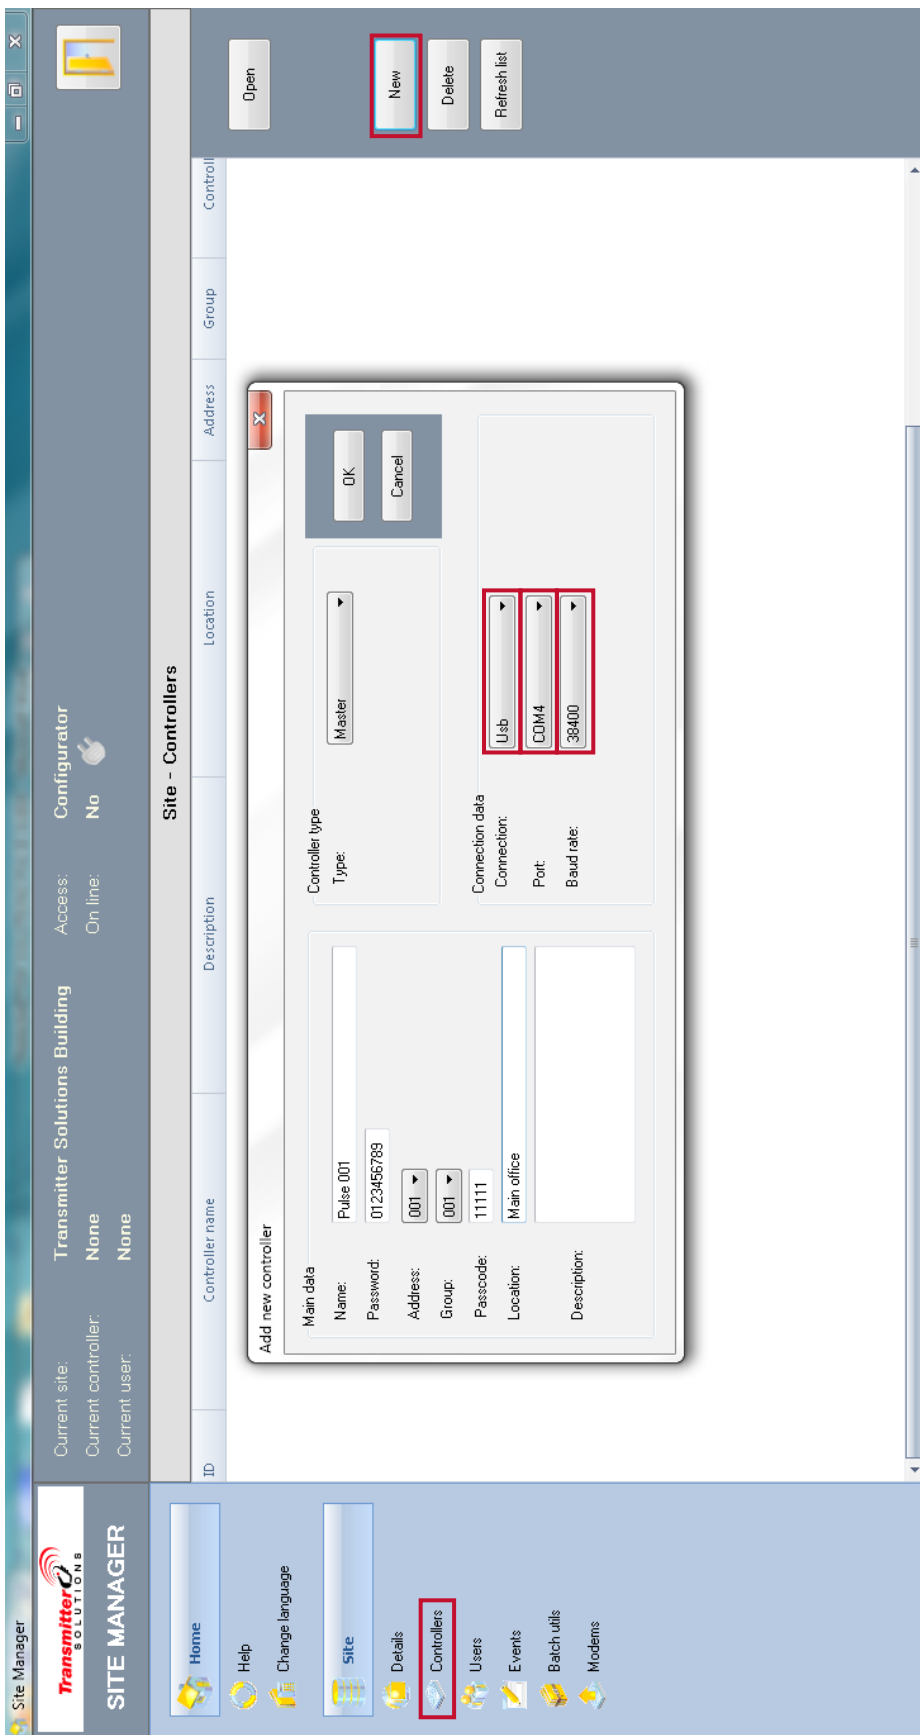 Site Manager
Transmitter
SOLUTIONS
SITE MANAGER
Current site: Transmitter Solutions Building
Access: Configurator
Current controller: None
On line: No
Current user: None
Site - Controllers
Home
Help
Change language
Site
Details
Controllers
Users
Events
Batch utils
Modems
ID Controller name Description Location Address Group Controll
Add new controller
Main data
Name: Pulse 001
Password: 0123456789
Address: 001
Group: 001
Passcode: 11111
Location: Main office
Description:
Controller type
Type: Master
Connection data
Connection: Usb
Port: COM4
Baud rate: 38400
OK
Cancel
Open
New
Delete
Refresh list